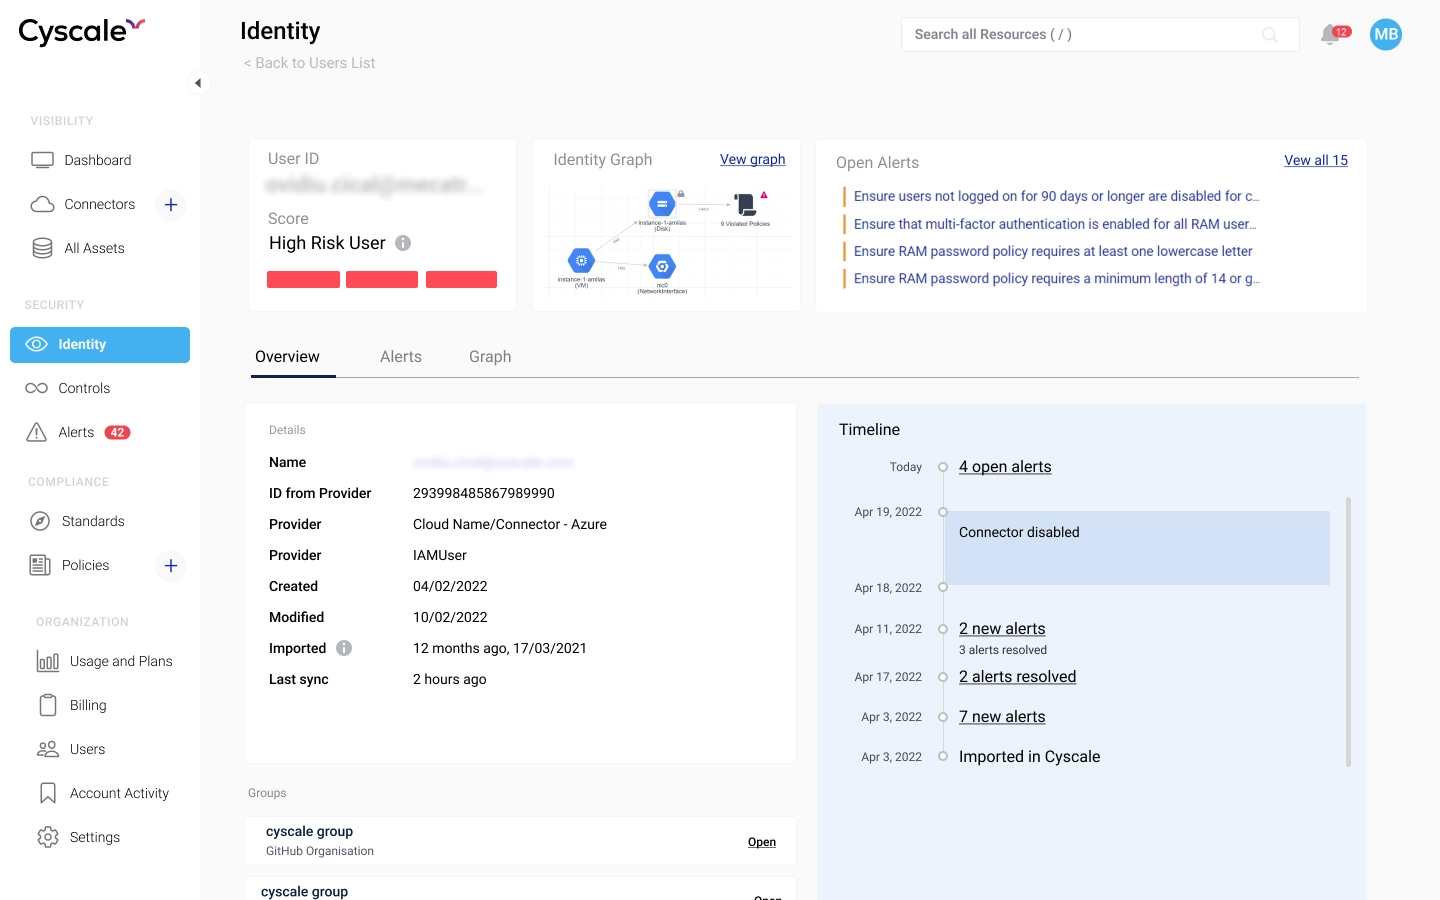 Cyscale
Identity
< Back to Users List
Search all Resources ( / )
12
MB
VISIBILITY
Dashboard
Connectors
All Assets
SECURITY
Identity
Controls
Alerts 42
COMPLIANCE
Standards
Policies
ORGANIZATION
Usage and Plans
Billing
Users
Account Activity
Settings
User ID
Score
High Risk User
Identity Graph
Vew graph
instance-1-amilas
(Disk)
9 Violated Policies
instance-1-amilas
(VM)
nic0
(NetworkInterface)
Open Alerts
Vew all 15
Ensure users not logged on for 90 days or longer are disabled for c...
Ensure that multi-factor authentication is enabled for all RAM user...
Ensure RAM password policy requires at least one lowercase letter
Ensure RAM password policy requires a minimum length of 14 or g...
Overview
Alerts
Graph
Details
Name
ID from Provider 293998485867989990
Provider Cloud Name/Connector - Azure
Provider IAMUser
Created 04/02/2022
Modified 10/02/2022
Imported 12 months ago, 17/03/2021
Last sync 2 hours ago
Groups
cyscale group
GitHub Organisation
Open
cyscale group
Open
Timeline
Today 4 open alerts
Apr 19, 2022
Connector disabled
Apr 18, 2022
Apr 11, 2022 2 new alerts
3 alerts resolved
Apr 17, 2022 2 alerts resolved
Apr 3, 2022 7 new alerts
Apr 3, 2022 Imported in Cyscale